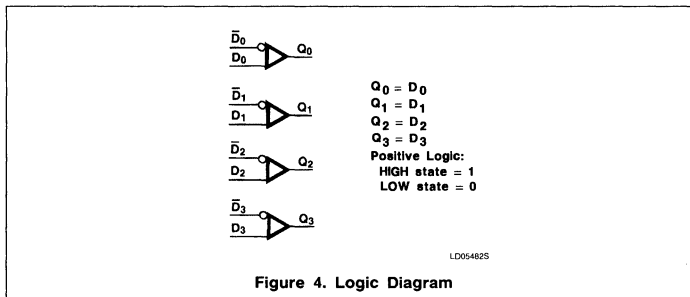 D̅0
D0
Q0
D̅1
D1
Q1
D̅2
D2
Q2
D̅3
D3
Q3
Q0 = D0
Q1 = D1
Q2 = D2
Q3 = D3
Positive Logic:
HIGH state = 1
LOW state = 0
LD05482S
Figure 4. Logic Diagram